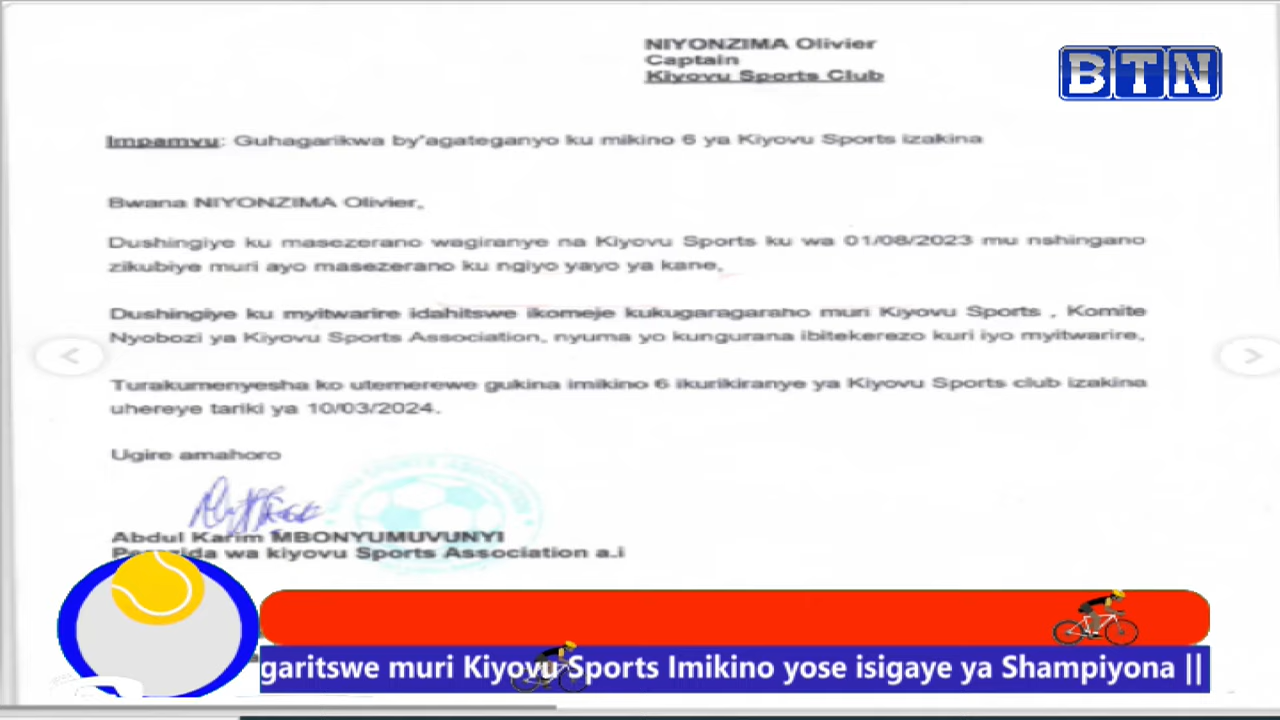 NIYONZIMA Olivier
Captain
Kiyovu Sports Club
BTN
Impamvu: Guhagarikwa by'agateganyo ku mikino 6 ya Kiyovu Sports izakina
Bwana NIYONZIMA Olivier,
Dushingiye ku masezerano wagiranye na Kiyovu Sports ku wa 01/08/2023 mu nshingano
zikubiye muri ayo masezerano ku ngiyo yayo ya kane,
Dushingiye ku myitwarire idahitswe ikomeje kukugaragaraho muri Kiyovu Sports , Komite
Nyobozi ya Kiyovu Sports Association, nyuma yo kungurana ibitekerezo kuri iyo myitwarire,
Turakumenyesha ko utemerewe gukina imikino 6 ikurikiranye ya Kiyovu Sports club izakina
uhereye tariki ya 10/03/2024.
Ugire amahoro
Abdul Karim MBONYUMUVUNYI
wa kiyovu Sports Association a.i
garitswe muri Kiyovu Sports Imikino yose isigaye ya Shampiyona ||